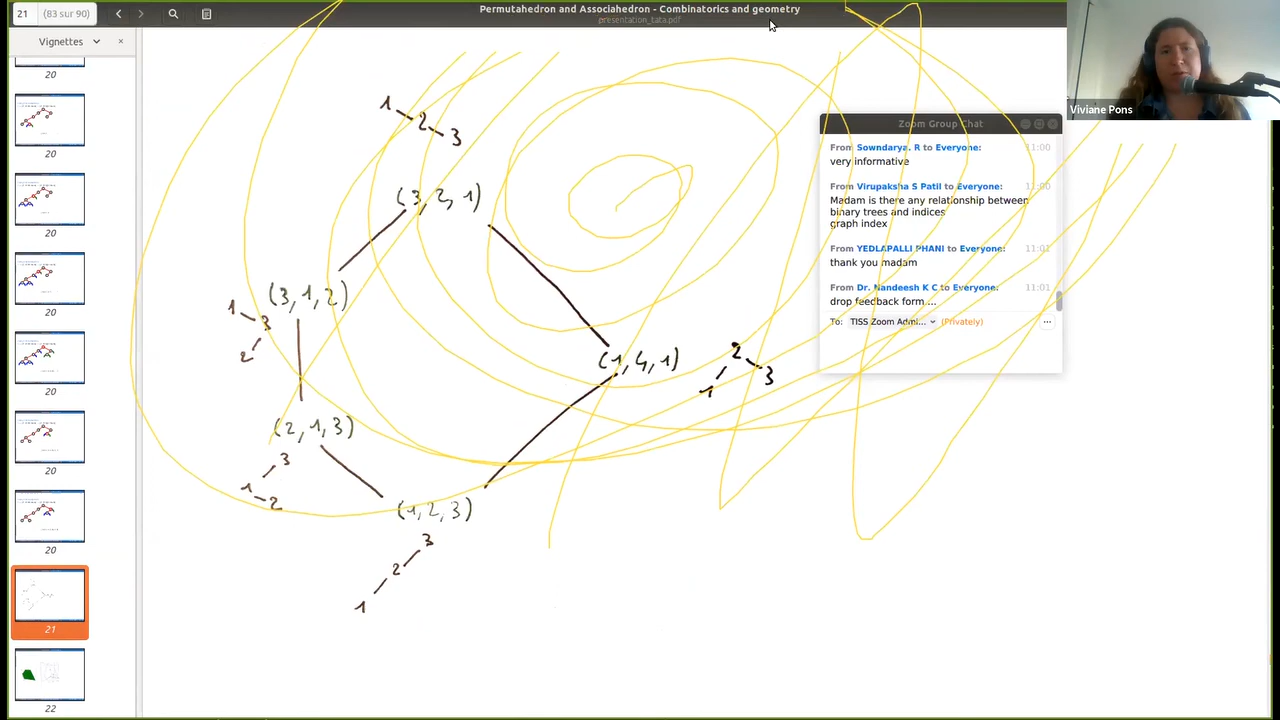 21 (83 sur 90)
Permutahedron and Associahedron - Combinatorics and geometry
presentation_tata.pdf
Vignettes
20
20
20
20
20
20
20
21
22
1 2 3
(3, 2, 1)
(3, 1, 2)
1 3
2
(1, 4, 1)
2
1 3
(2, 1, 3)
3
1 2
(1, 2, 3)
3
2
1
Zoom Group Chat
From Sowndarya. R to Everyone: 11:00
very informative
From Virupaksha S Patil to Everyone: 11:00
Madam is there any relationship between
binary trees and indices
graph index
From YEDLAPALLI PHANI to Everyone: 11:01
thank you madam
From Dr. Nandeesh K C to Everyone: 11:01
drop feedback form ...
To: TISS Zoom Admi... (Privately) ...
Viviane Pons